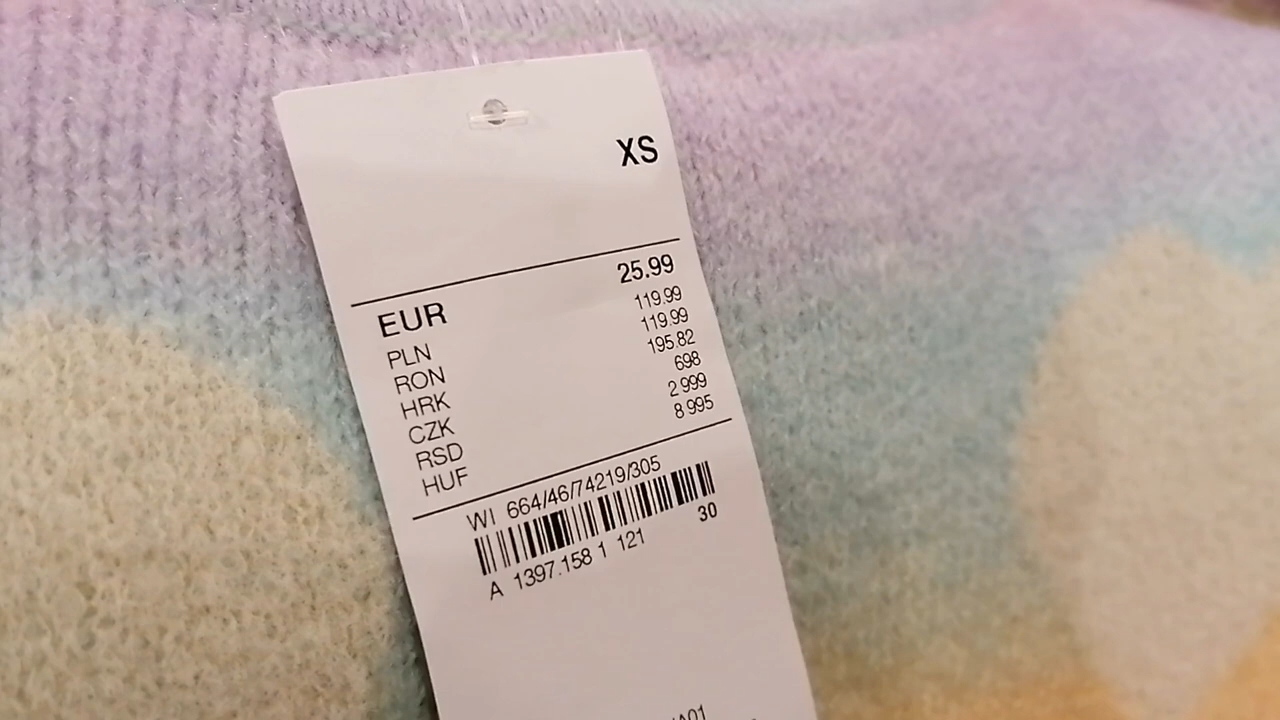 XS
EUR 25.99
PLN 119.99
RON 119.99
HRK 195.82
CZK 698
RSD 2 999
HUF 8 995
WI 664/46/74219/305
30
A 1397.158 1 121